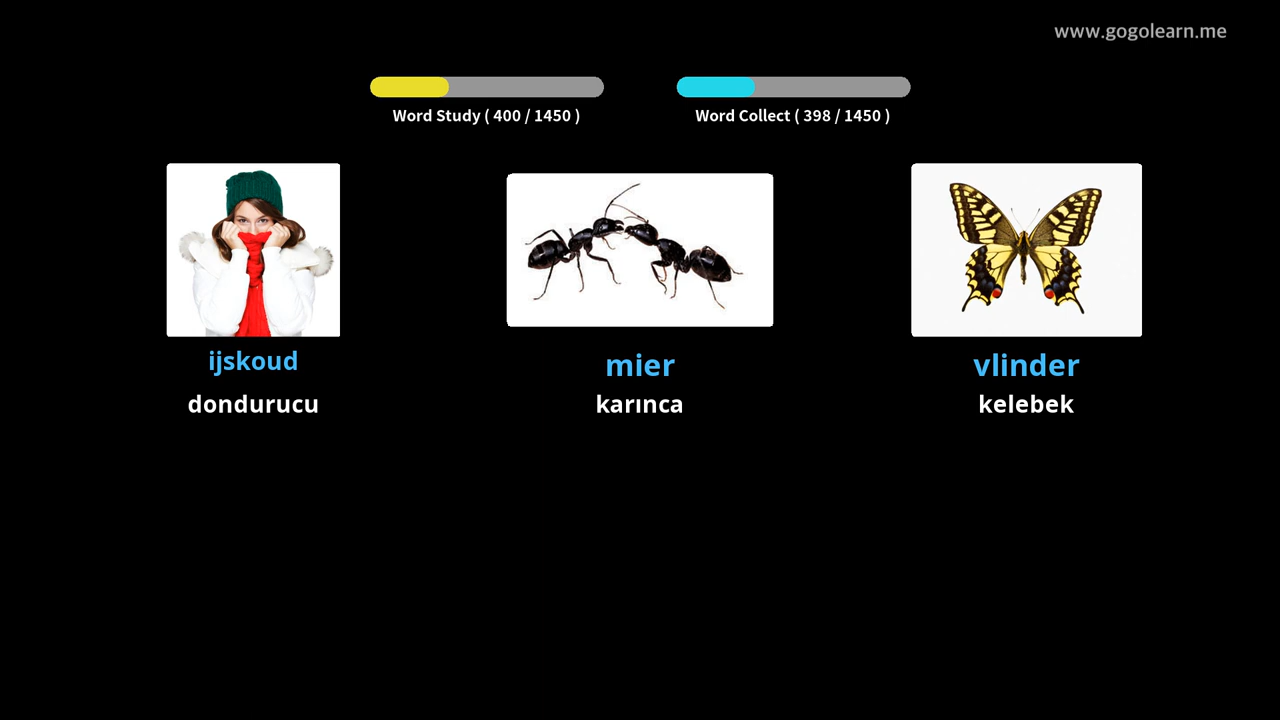 www.gogolearn.me
Word Study ( 400 / 1450 )
Word Collect ( 398 / 1450 )
ijskoud
mier
vlinder
dondurucu
karınca
kelebek